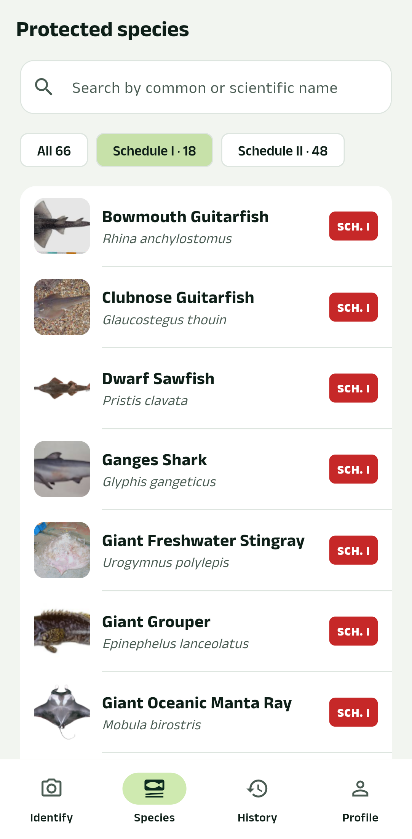 Protected species
Search by common or scientific name
All 66
Schedule I · 18
Schedule II · 48
Bowmouth Guitarfish
SCH. I
Rhina anchylostomus
Clubnose Guitarfish
SCH. I
Glaucostegus thouin
Dwarf Sawfish
SCH. I
Pristis clavata
Ganges Shark
SCH. I
Glyphis gangeticus
Giant Freshwater Stingray
SCH. I
Urogymnus polylepis
Giant Grouper
SCH. I
Epinephelus lanceolatus
Giant Oceanic Manta Ray
SCH. I
Mobula birostris
Identify
Species
History
Profile